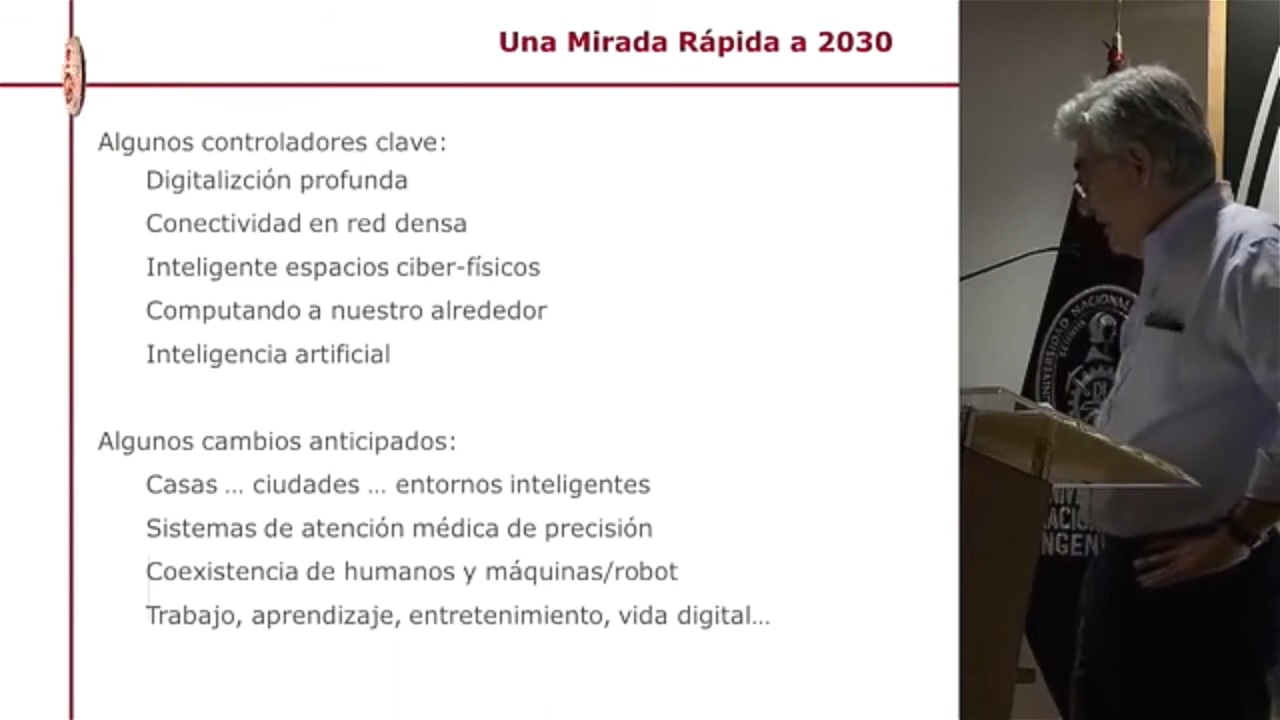 Una Mirada Rápida a 2030
Algunos controladores clave:
Digitalizción profunda
Conectividad en red densa
Inteligente espacios ciber-físicos
Computando a nuestro alrededor
Inteligencia artificial
Algunos cambios anticipados:
Casas ... ciudades ... entornos inteligentes
Sistemas de atención médica de precisión
Coexistencia de humanos y máquinas/robot
Trabajo, aprendizaje, entretenimiento, vida digital...
UNIVERSIDAD NACIONAL